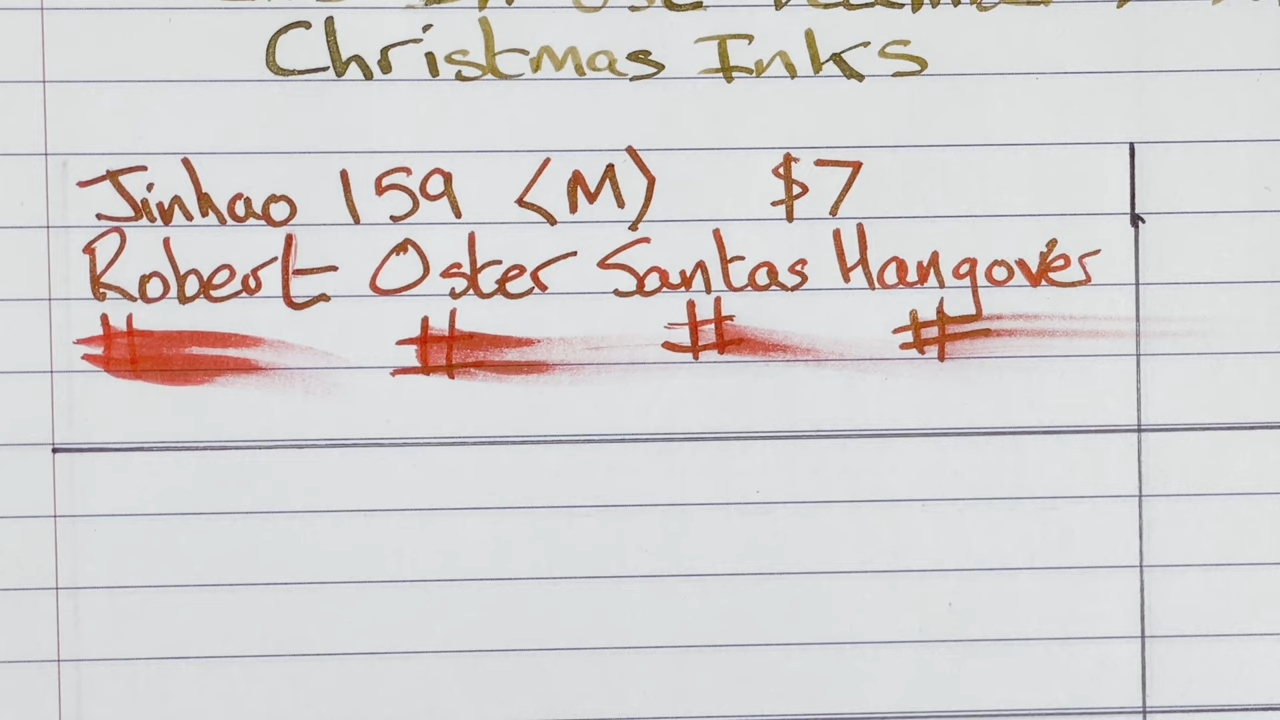 Christmas Inks
Jinhao 159 <M> $7
Robert Oster Santas Hangover
# # # #